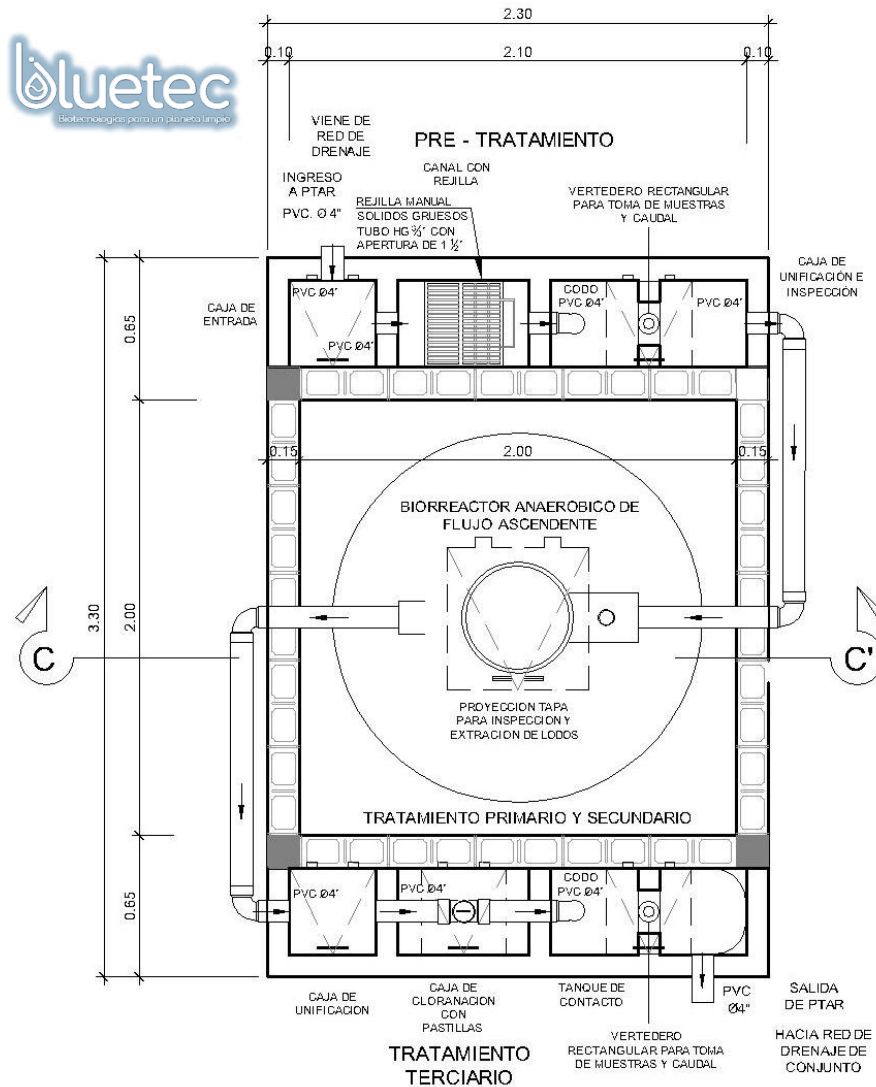 2.30
0.10
2.10
0.10
bluetec
Biotecnologías para un planeta limpio
VIENE DE
RED DE
DRENAJE
PRE - TRATAMIENTO
INGRESO
A PTAR
PVC. Ø 4"
CANAL CON
REJILLA
REJILLA MANUAL
SOLIDOS GRUESOS
TUBO HG ¾" CON
APERTURA DE 1 ½"
VERTEDERO RECTANGULAR
PARA TOMA DE MUESTRAS
Y CAUDAL
CAJA DE
UNIFICACIÓN E
INSPECCIÓN
CAJA DE
ENTRADA
PVC Ø4"
PVC Ø4"
CODO
PVC Ø4"
PVC Ø4"
0.65
0.15
2.00
0.15
BIORREACTOR ANAEROBICO DE
FLUJO ASCENDENTE
3.30
2.00
C
C'
PROYECCION TAPA
PARA INSPECCION Y
EXTRACION DE LODOS
TRATAMIENTO PRIMARIO Y SECUNDARIO
0.65
PVC Ø4"
PVC Ø4"
CODO
PVC Ø4"
CAJA DE
UNIFICACION
CAJA DE
CLORANACION
CON
PASTILLAS
TANQUE DE
CONTACTO
PVC
Ø4"
SALIDA
DE PTAR
TRATAMIENTO
TERCIARIO
VERTEDERO
RECTANGULAR PARA TOMA
DE MUESTRAS Y CAUDAL
HACIA RED DE
DRENAJE DE
CONJUNTO